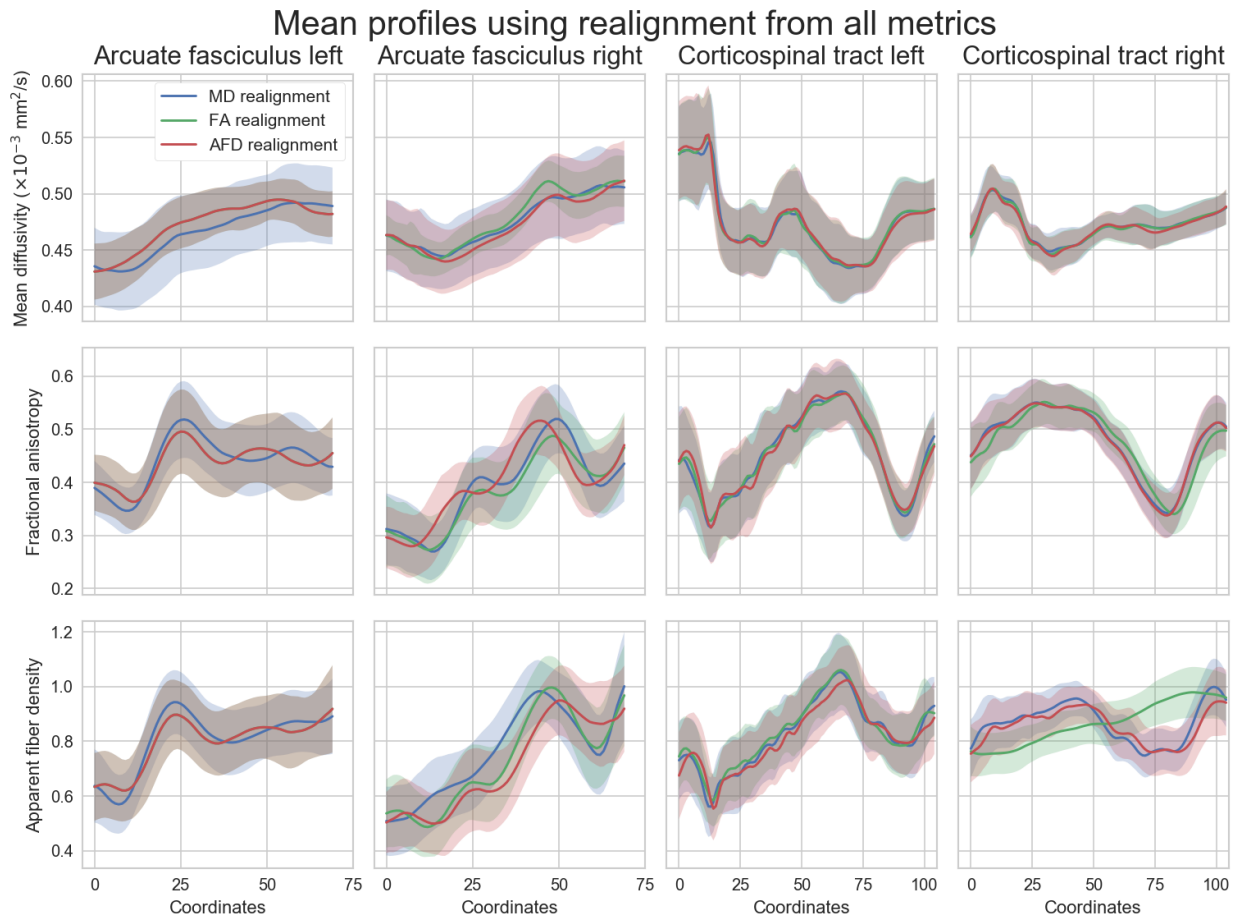 Mean profiles using realignment from all metrics
Arcuate fasciculus left Arcuate fasciculus right Corticospinal tract left Corticospinal tract right
Mean diffusivity (×10⁻³ mm²/s)
0.60
0.55
0.50
0.45
0.40
MD realignment
FA realignment
AFD realignment
Fractional anisotropy
0.6
0.5
0.4
0.3
0.2
Apparent fiber density
1.2
1.0
0.8
0.6
0.4
0 25 50 75 0 25 50 75 0 25 50 75 100 0 25 50 75 100
Coordinates Coordinates Coordinates Coordinates